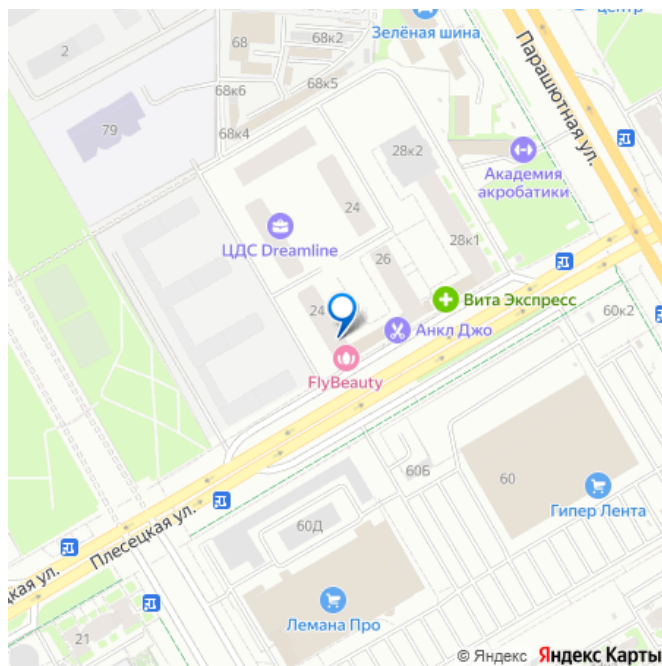 центр
68к2
Зелёная шина
2
68
68к6
68к5
Парашютная ул.
79
68к4
28к2
Академия
акробатики
24
ЦДС Dreamline
28к1
26
Вита Экспресс
24
60к2
Анкл Джо
FlyBeauty
60Б
60
Гипер Лента
Плесецкая ул.
60Д
цкая ул.
Лемана Про
21
© Яндекс Яндекс Карты